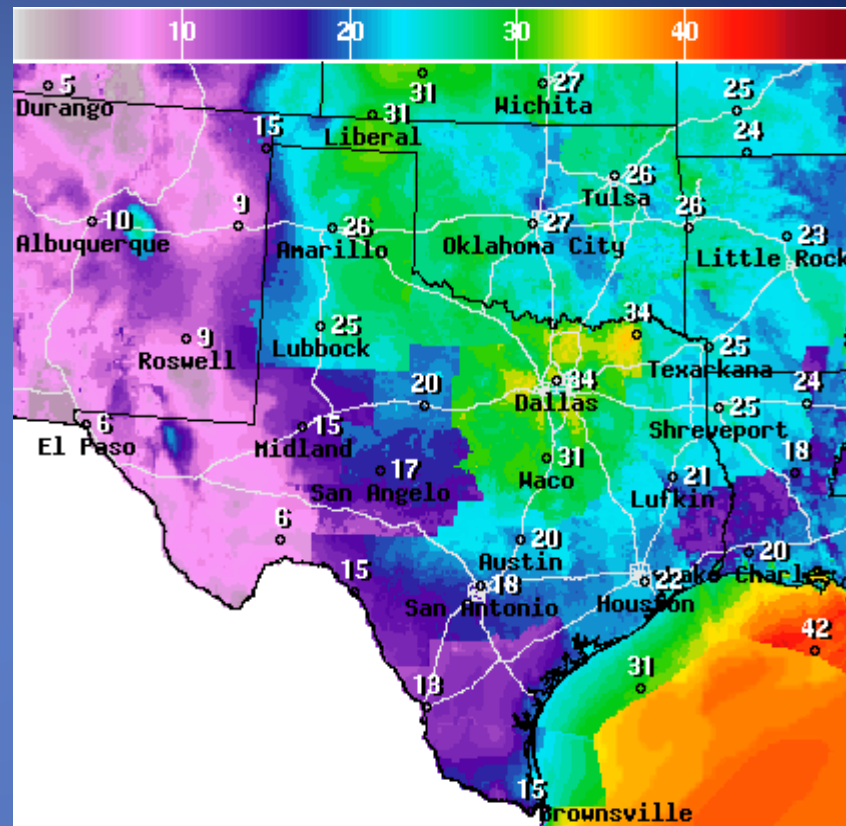 10 20 30 40
5
Durango
31
27
Wichita
25
31
Liberal
15
24
26
Tulsa
10
Albuquerque
9
26
Amarillo
27
Oklahoma City
26
23
Little Rock
9
Roswell
25
Lubbock
34
25
Texarkana
34
Dallas
20
24
25
Shreveport
6
El Paso
15
Midland
17
San Angelo
31
Waco
21
Lufkin
18
6
20
Austin
20
15
18
San Antonio
22
Houston
42
31
15
Brownsville